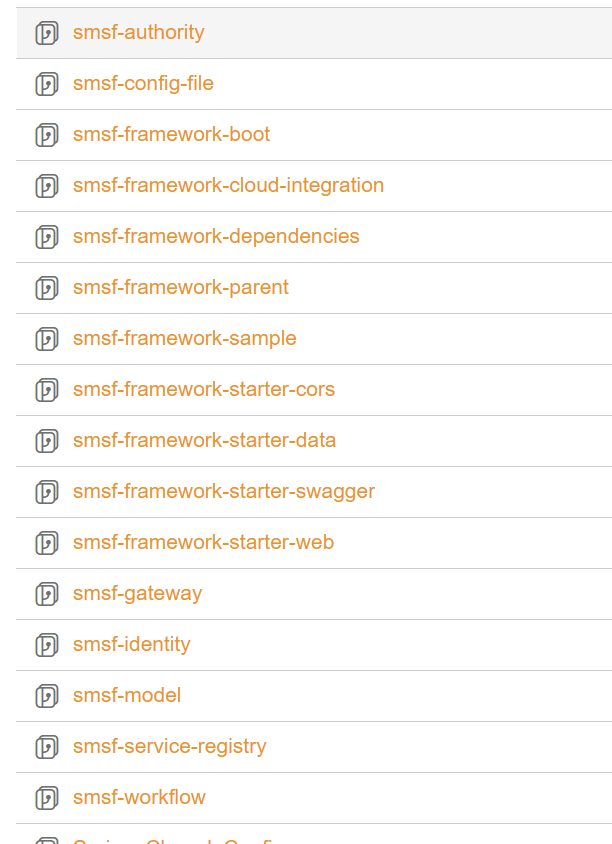 smsf-authority
smsf-config-file
smsf-framework-boot
smsf-framework-cloud-integration
smsf-framework-dependencies
smsf-framework-parent
smsf-framework-sample
smsf-framework-starter-cors
smsf-framework-starter-data
smsf-framework-starter-swagger
smsf-framework-starter-web
smsf-gateway
smsf-identity
smsf-model
smsf-service-registry
smsf-workflow